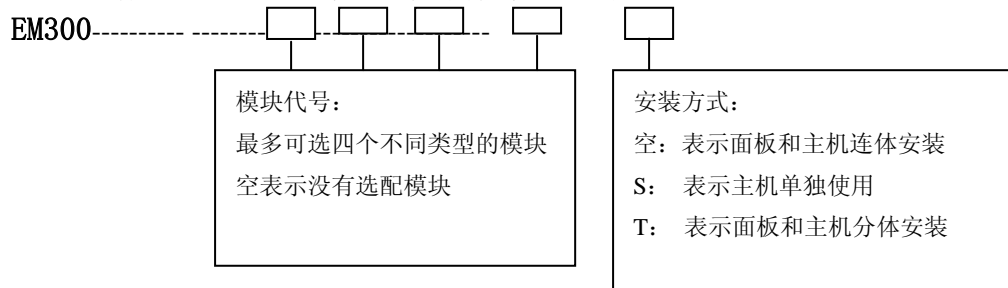 EM300--------- ------------------------------
模块代号：
最多可选四个不同类型的模块
空表示没有选配模块
安装方式：
空：表示面板和主机连体安装
S： 表示主机单独使用
T： 表示面板和主机分体安装